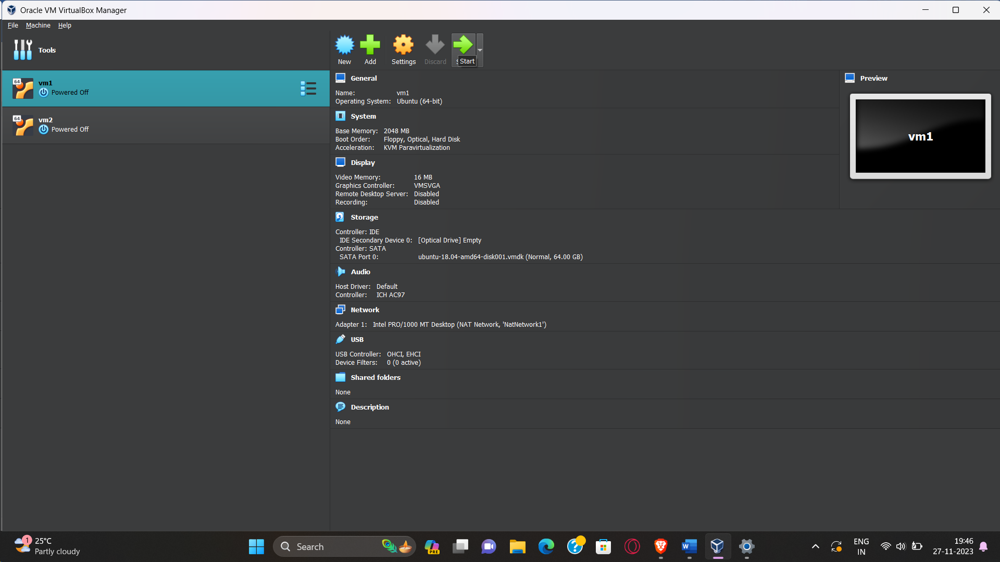 Oracle VM VirtualBox Manager
File Machine Help
Tools
New Add Settings Discard Start
64 vm1
Powered Off
64 vm2
Powered Off
General
Name: vm1
Operating System: Ubuntu (64-bit)
System
Base Memory: 2048 MB
Boot Order: Floppy, Optical, Hard Disk
Acceleration: KVM Paravirtualization
Display
Video Memory: 16 MB
Graphics Controller: VMSVGA
Remote Desktop Server: Disabled
Recording: Disabled
Storage
Controller: IDE
IDE Secondary Device 0: [Optical Drive] Empty
Controller: SATA
SATA Port 0: ubuntu-18.04-amd64-disk001.vmdk (Normal, 64.00 GB)
Audio
Host Driver: Default
Controller: ICH AC97
Network
Adapter 1: Intel PRO/1000 MT Desktop (NAT Network, 'NatNetwork1')
USB
USB Controller: OHCI, EHCI
Device Filters: 0 (0 active)
Shared folders
None
Description
None
Preview
vm1
1 25°C
Partly cloudy
Search
PRE
W
ENG
IN
19:46
27-11-2023